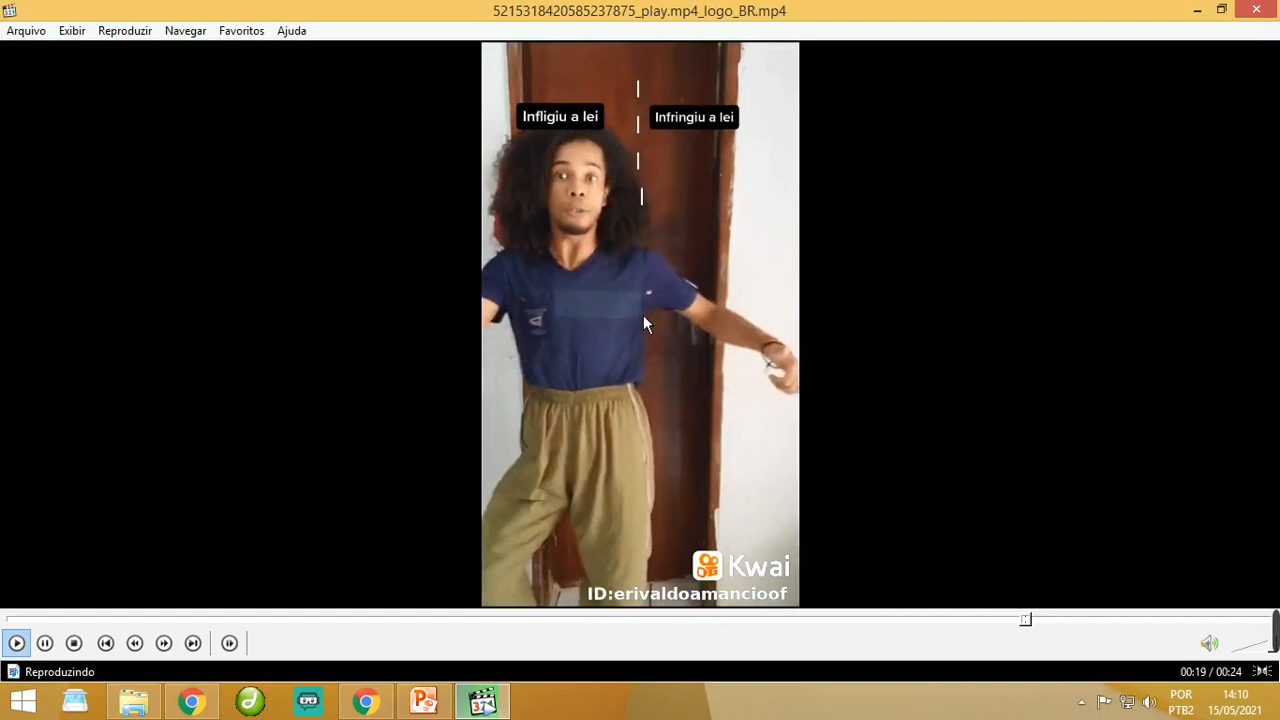 5215318420585237875_play.mp4_logo_BR.mp4
Arquivo Exibir Reproduzir Navegar Favoritos Ajuda
Infligiu a lei
Infringiu a lei
Kwai
ID:erivaldoamancioof
Reproduzindo
00:19 / 00:24
POR
PTB2
14:10
15/05/2021